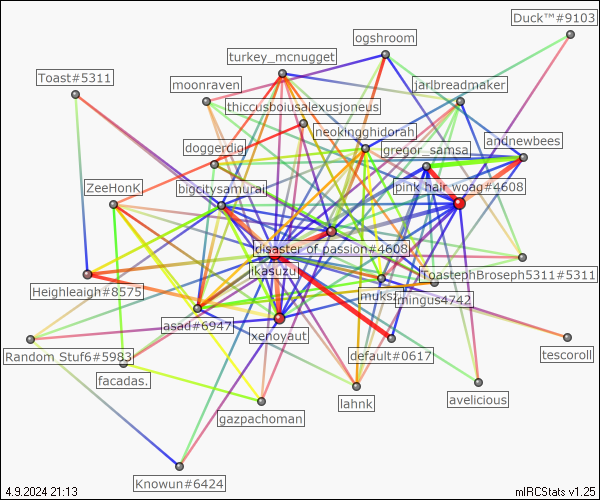 Duck™#9103
ogshroom
turkey_mcnugget
Toast#5311
moonraven
jarlbreadmaker
thiccusboiusalexusjoneus
neokingghidorah
andnewbees
doggerdig
gregor_samsa
ZeeHonK
bigcitysamurai
pink hair woag#4608
disaster of passion#4608
ikasuzu
ToastephBroseph5311#5311
Heighleaigh#8575
muksi
mingus4742
asad#6947
xenoyaut
Random Stuf6#5983
default#0617
tescoroll
facadas.
lahnk
avelicious
gazpachoman
Knowun#6424
4.9.2024 21:13
mIRCStats v1.25